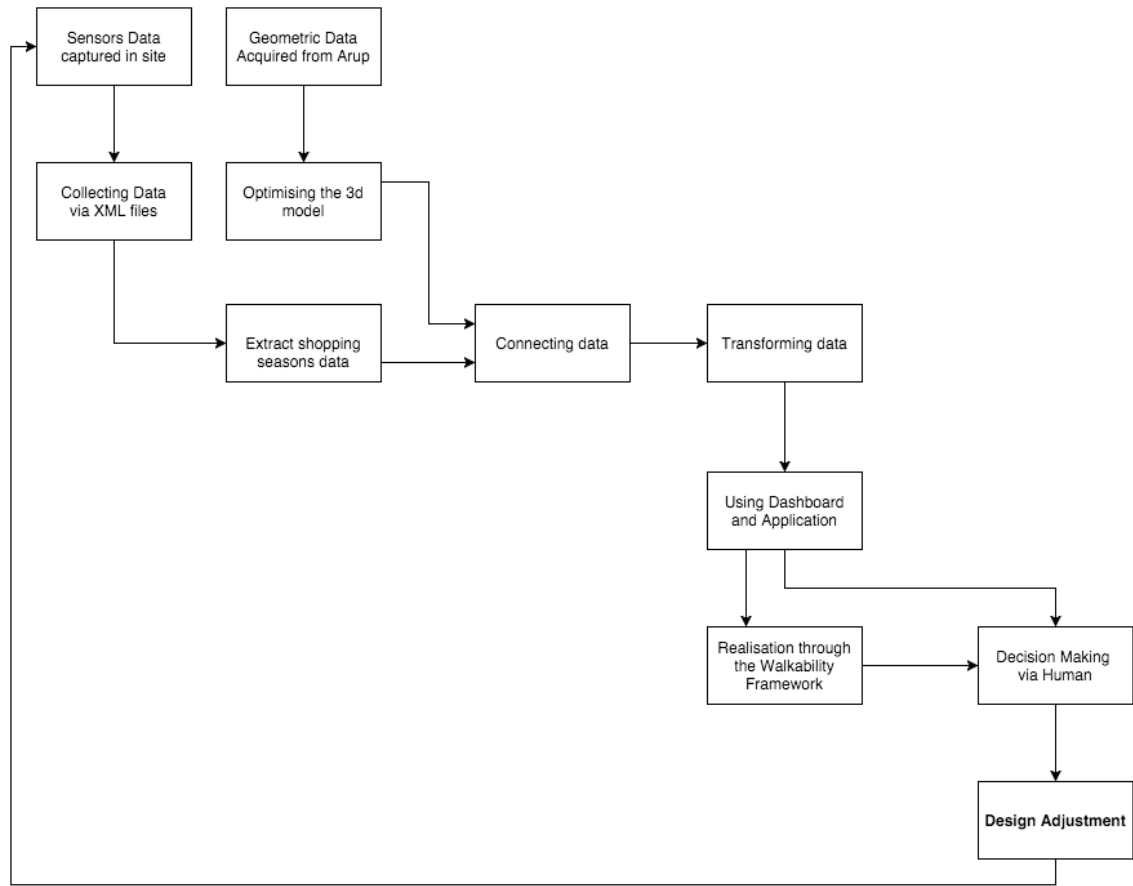 Sensors Data
captured in site
Geometric Data
Acquired from Arup
Collecting Data
via XML files
Optimising the 3d
model
Extract shopping
seasons data
Connecting data
Transforming data
Using Dashboard
and Application
Realisation through
the Walkability
Framework
Decision Making
via Human
Design Adjustment